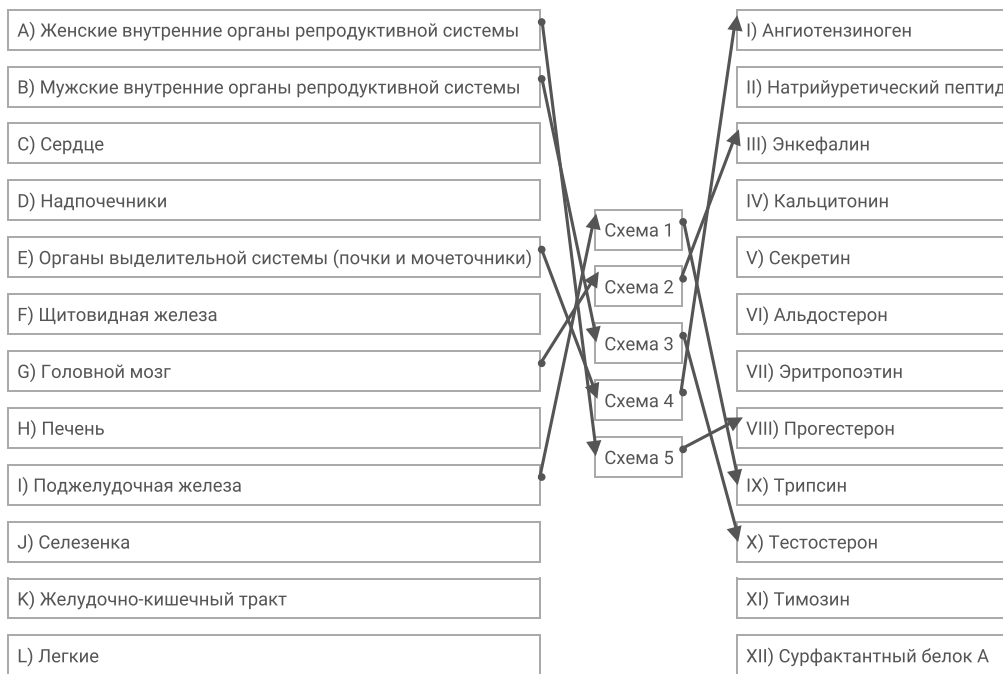 A) Женские внутренние органы репродуктивной системы
B) Мужские внутренние органы репродуктивной системы
C) Сердце
D) Надпочечники
E) Органы выделительной системы (почки и мочеточники)
F) Щитовидная железа
G) Головной мозг
H) Печень
I) Поджелудочная железа
J) Селезенка
K) Желудочно-кишечный тракт
L) Легкие
Схема 1
Схема 2
Схема 3
Схема 4
Схема 5
I) Ангиотензиноген
II) Натрийуретический пептид
III) Энкефалин
IV) Кальцитонин
V) Секретин
VI) Альдостерон
VII) Эритропоэтин
VIII) Прогестерон
IX) Трипсин
X) Тестостерон
XI) Тимозин
XII) Сурфактантный белок А